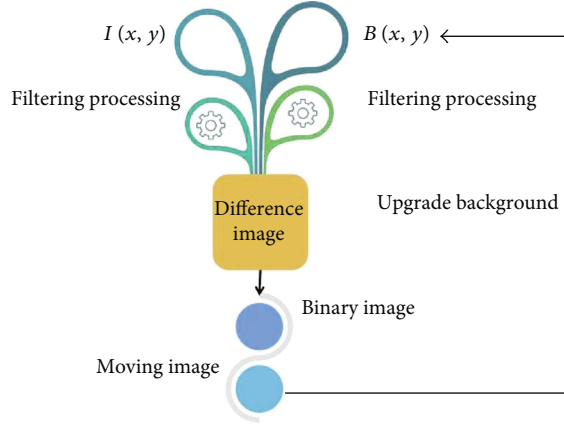 I (x, y)
B (x, y)
Filtering processing
Filtering processing
Difference
image
Upgrade background
Binary image
Moving image